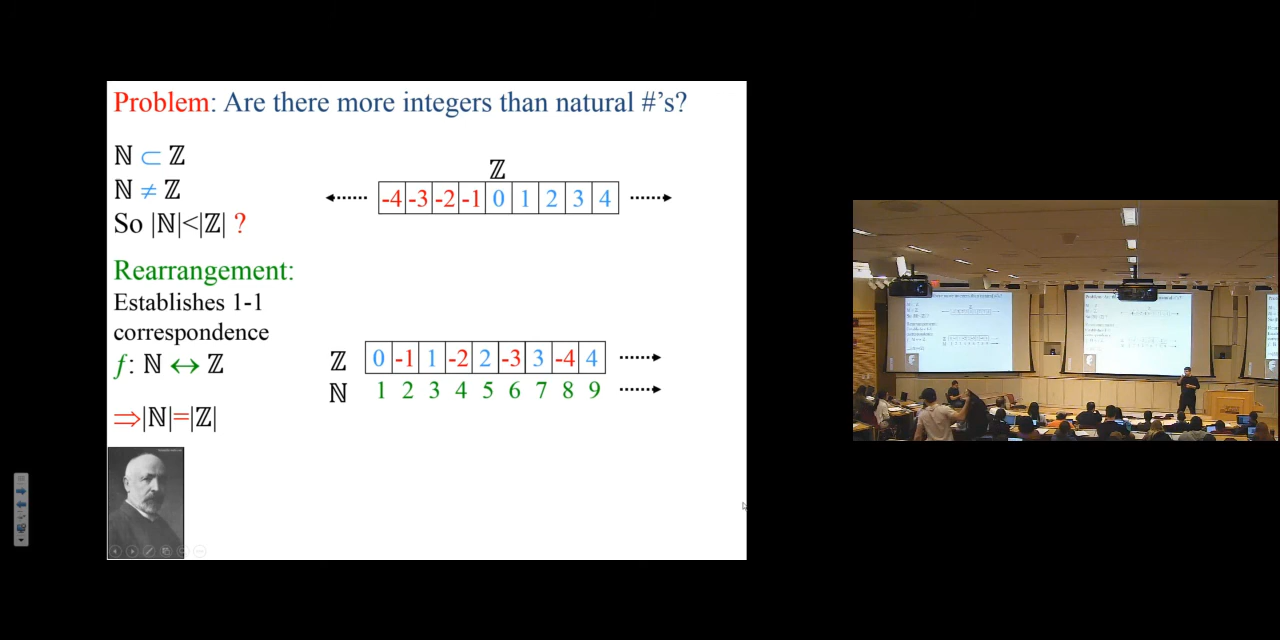 Problem: Are there more integers than natural #'s?
ℕ ⊂ ℤ
ℕ ≠ ℤ
So |ℕ|<|ℤ| ?
ℤ
-4 -3 -2 -1 0 1 2 3 4
Rearrangement:
Establishes 1-1
correspondence
f: ℕ ↔ ℤ
⇒|ℕ|=|ℤ|
ℤ 0 -1 1 -2 2 -3 3 -4 4
ℕ 1 2 3 4 5 6 7 8 9